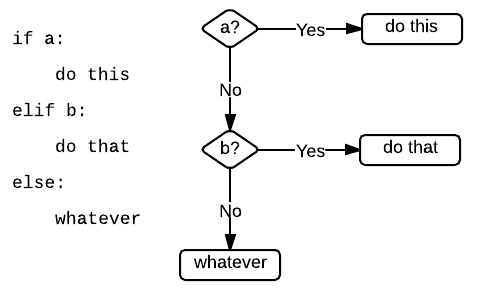 if a:
    do this
elif b:
    do that
else:
    whatever
a?
Yes
do this
No
b?
Yes
do that
No
whatever